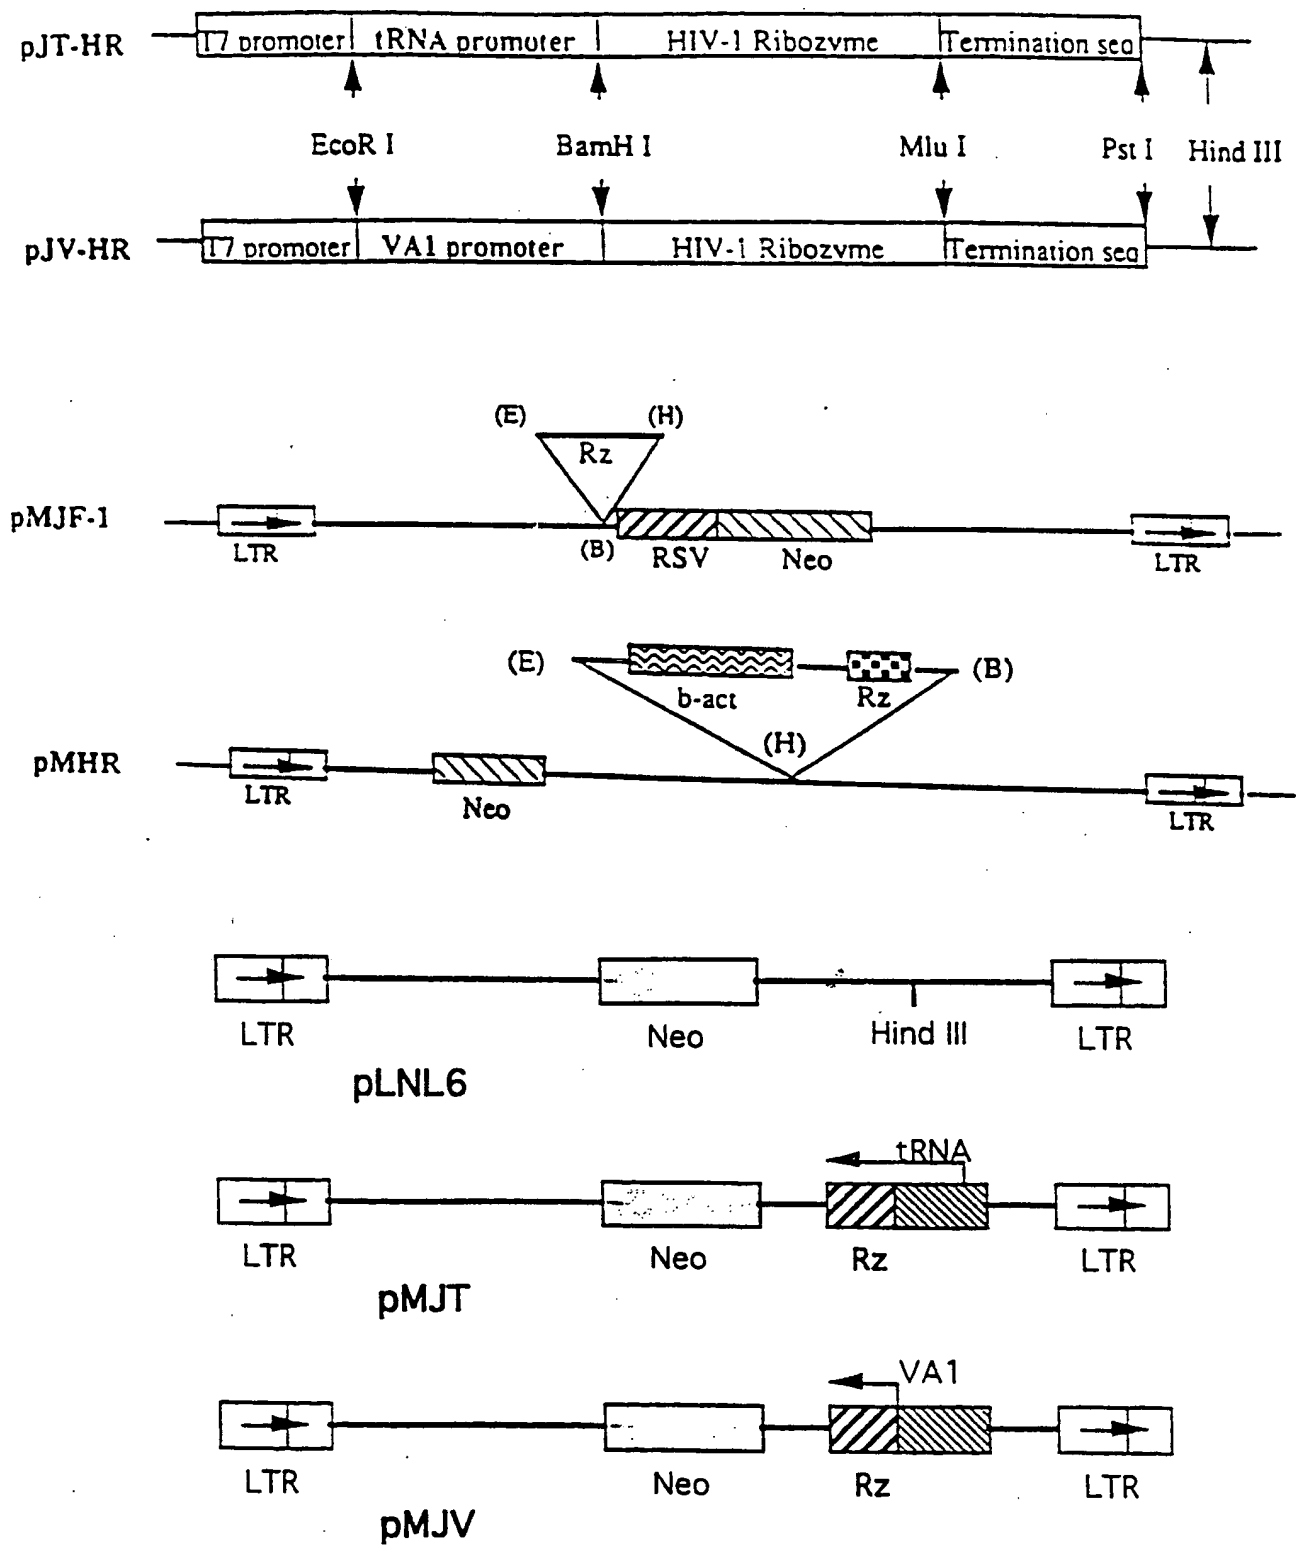 pJT-HR T7 promoter tRNA promoter HIV-1 Ribozyme Termination seq
EcoR I BamH I Mlu I Pst I Hind III
pJV-HR T7 promoter VA1 promoter HIV-1 Ribozyme Termination seq
(E) (H)
Rz
pMJF-1
LTR (B) RSV Neo LTR
(E) (B)
b-act Rz
(H)
pMHR
LTR Neo LTR
LTR Neo Hind III LTR
pLNL6
tRNA
LTR Neo Rz LTR
pMJT
VA1
LTR Neo Rz LTR
pMJV